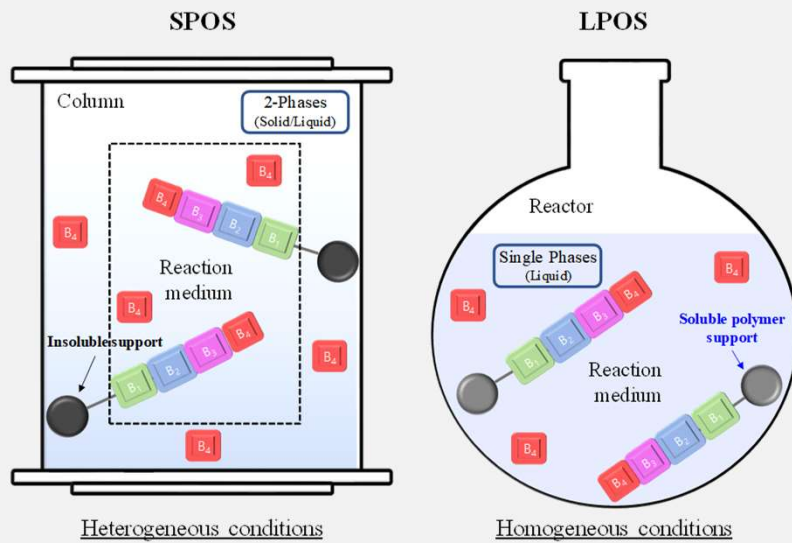 SPOS
Column
2-Phases
(Solid/Liquid)
B4
B4
B4 B3 B2 B1
Reaction
medium
B4
Insoluble support
B1 B2 B3 B4
B4
B4
Heterogeneous conditions
LPOS
Reactor
Single Phases
(Liquid)
B4
B4
B1 B2 B3 B4
Soluble polymer
support
Reaction
medium
B4
B4 B3 B2 B1
Homogeneous conditions